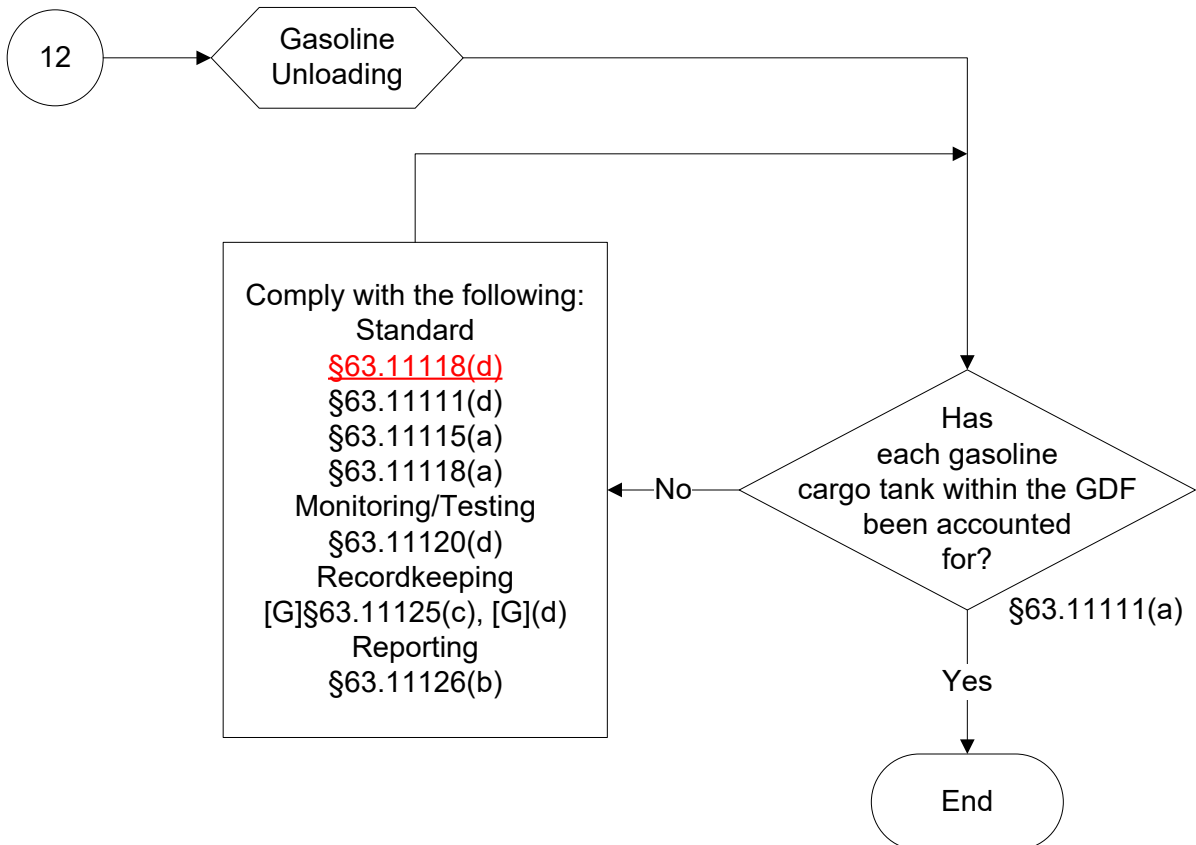 12
Gasoline
Unloading
Comply with the following:
Standard
§63.11118(d)
§63.11111(d)
§63.11115(a)
§63.11118(a)
Monitoring/Testing
§63.11120(d)
Recordkeeping
[G]§63.11125(c), [G](d)
Reporting
§63.11126(b)
No
Has
each gasoline
cargo tank within the GDF
been accounted
for?
§63.11111(a)
Yes
End